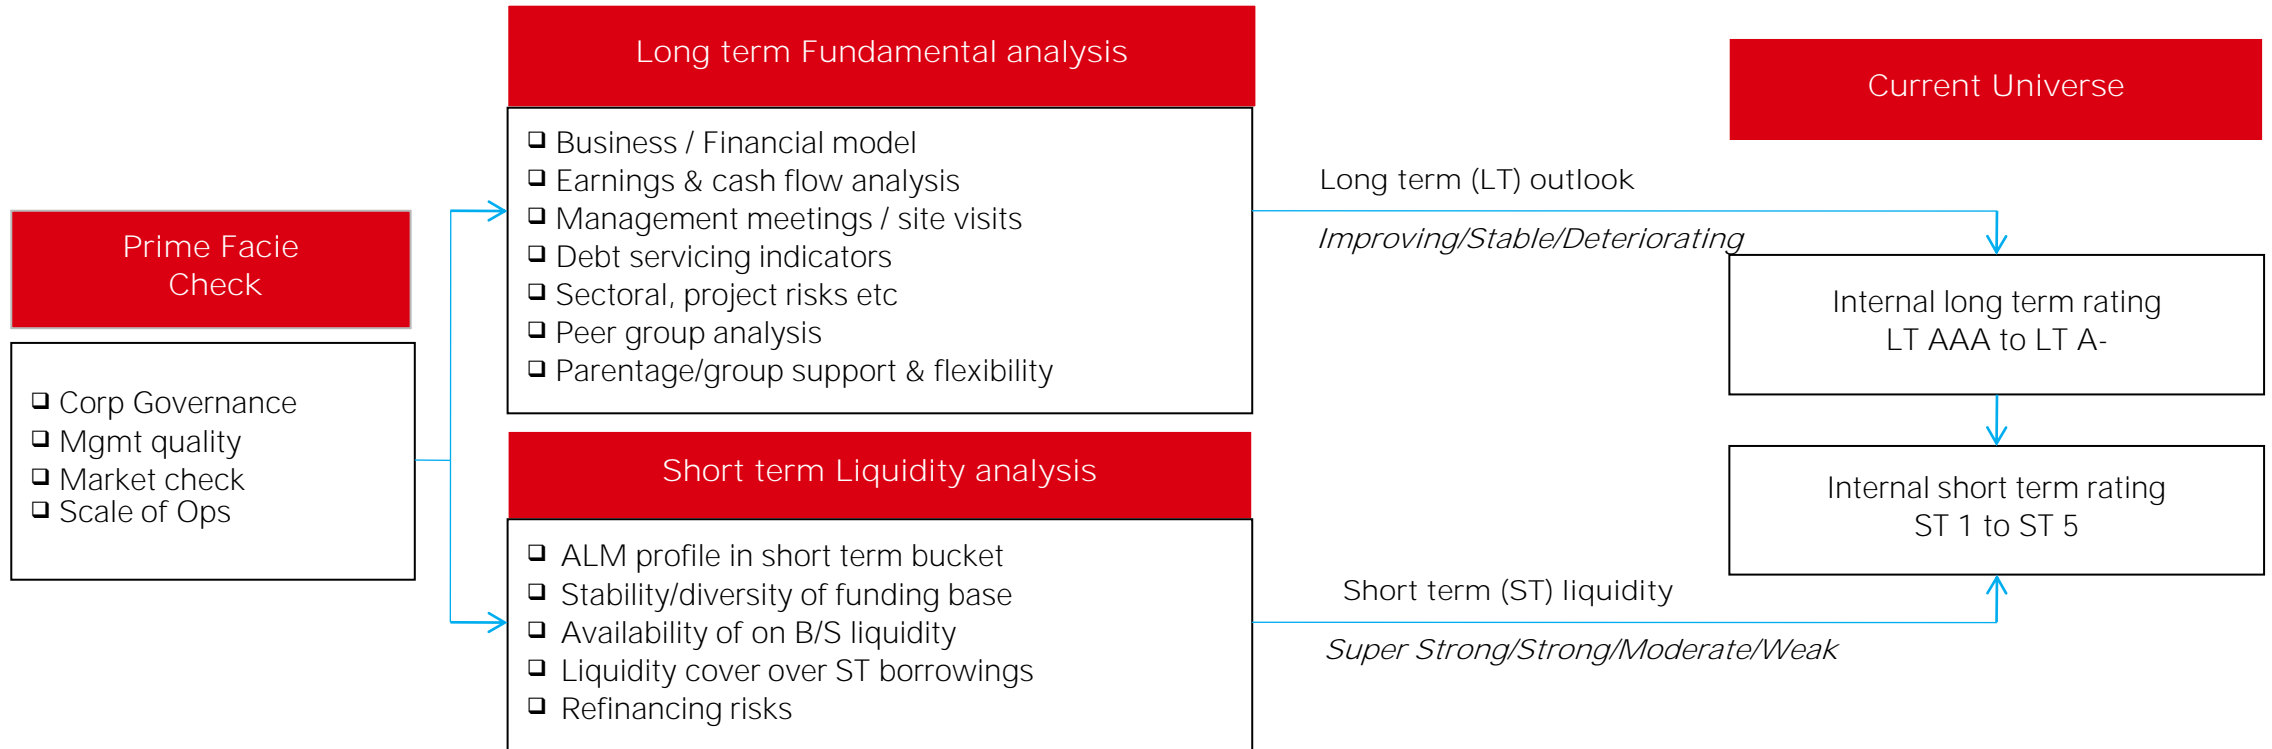 Prime Facie
Check
❑ Corp Governance
❑ Mgmt quality
❑ Market check
❑ Scale of Ops
Long term Fundamental analysis
❑ Business / Financial model
❑ Earnings & cash flow analysis
❑ Management meetings / site visits
❑ Debt servicing indicators
❑ Sectoral, project risks etc
❑ Peer group analysis
❑ Parentage/group support & flexibility
Short term Liquidity analysis
❑ ALM profile in short term bucket
❑ Stability/diversity of funding base
❑ Availability of on B/S liquidity
❑ Liquidity cover over ST borrowings
❑ Refinancing risks
Long term (LT) outlook
Improving/Stable/Deteriorating
Short term (ST) liquidity
Super Strong/Strong/Moderate/Weak
Current Universe
Internal long term rating
LT AAA to LT A-
Internal short term rating
ST 1 to ST 5